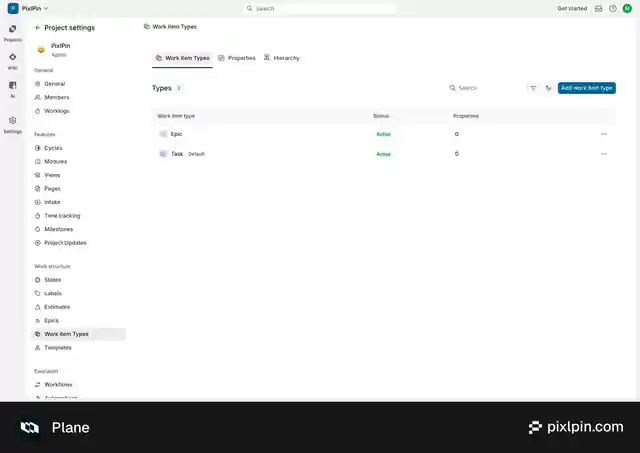 PixlPin
Search
Get started
M
Projects
Wiki
AI
Settings
Project settings
PixlPin
Admin
General
General
Members
Worklogs
Features
Cycles
Modules
Views
Pages
Intake
Time tracking
Milestones
Project Updates
Work structure
States
Labels
Estimates
Epics
Work item Types
Templates
Execution
Workflows
Automations
Work item Types
Work item Types Properties Hierarchy
Types 2
Search
Add work item type
Work item type Status Properties
Epic Active 0
Task Default Active 0
Plane
pixlpin.com